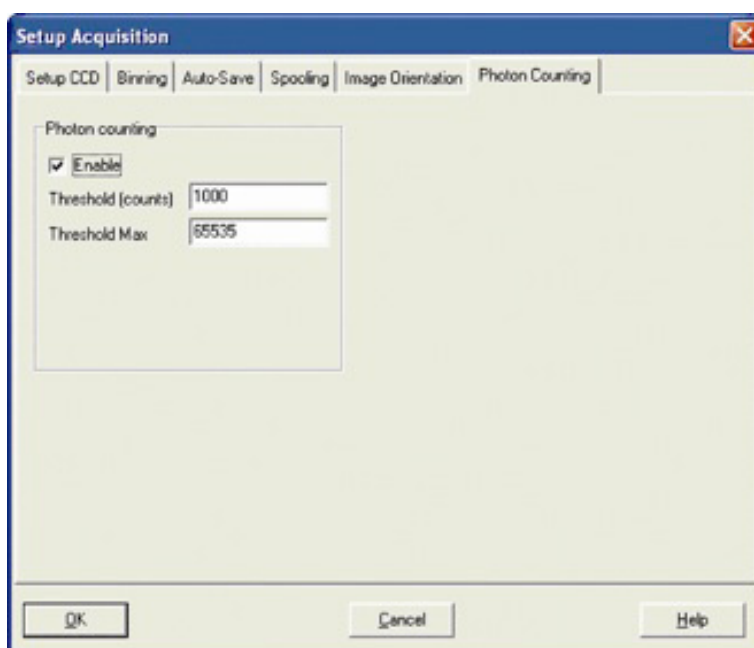 Setup Acquisition
Setup CCD Binning Auto-Save Spooling Image Orientation Photon Counting
Photon counting
Enable
Threshold (counts) 1000
Threshold Max 65535
OK Cancel Help